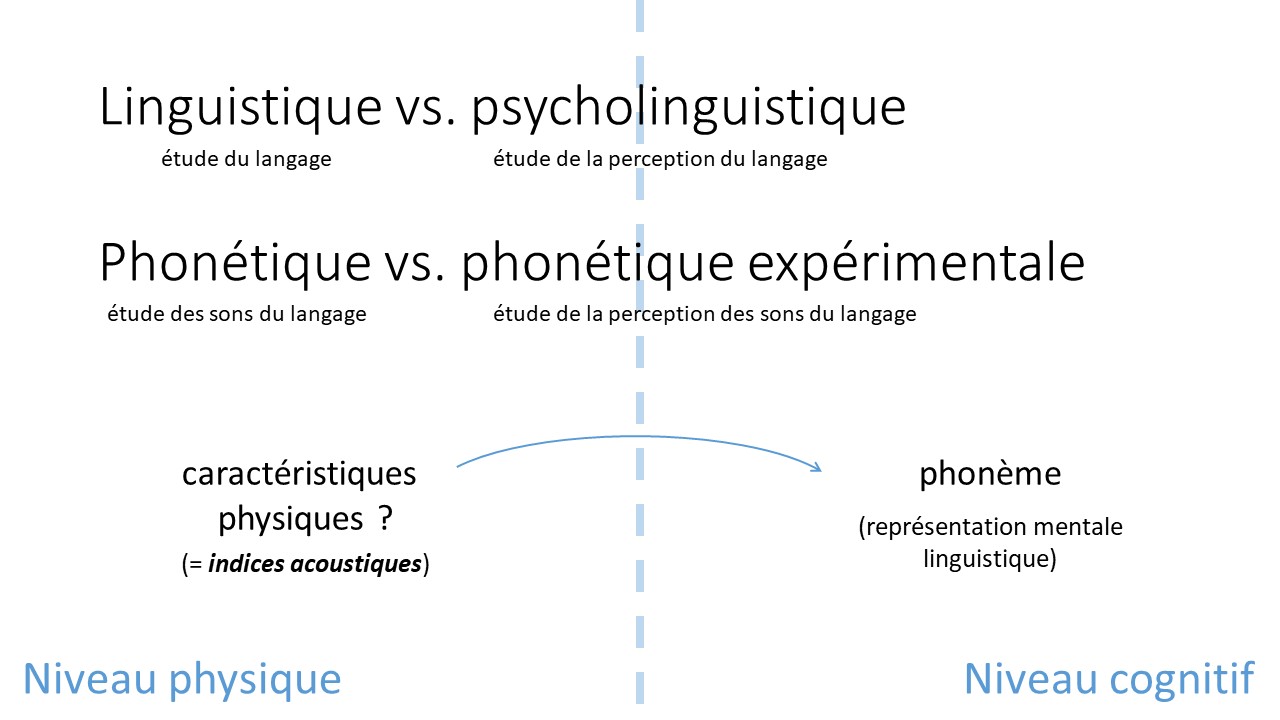 Linguistique vs. psycholinguistique
étude du langage
étude de la perception du langage
Phonétique vs. phonétique expérimentale
étude des sons du langage
étude de la perception des sons du langage
caractéristiques
physiques ?
(= indices acoustiques)
phonème
(représentation mentale
linguistique)
Niveau physique
Niveau cognitif